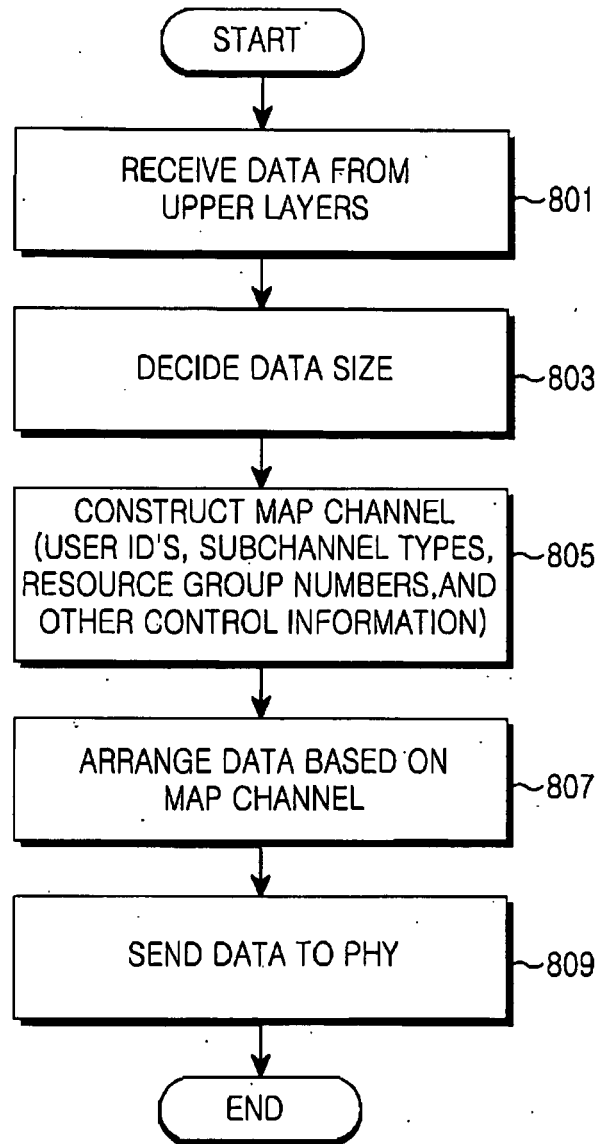 START
RECEIVE DATA FROM
UPPER LAYERS
801
DECIDE DATA SIZE
803
CONSTRUCT MAP CHANNEL
(USER ID'S, SUBCHANNEL TYPES,
RESOURCE GROUP NUMBERS,AND
OTHER CONTROL INFORMATION)
805
ARRANGE DATA BASED ON
MAP CHANNEL
807
SEND DATA TO PHY
809
END